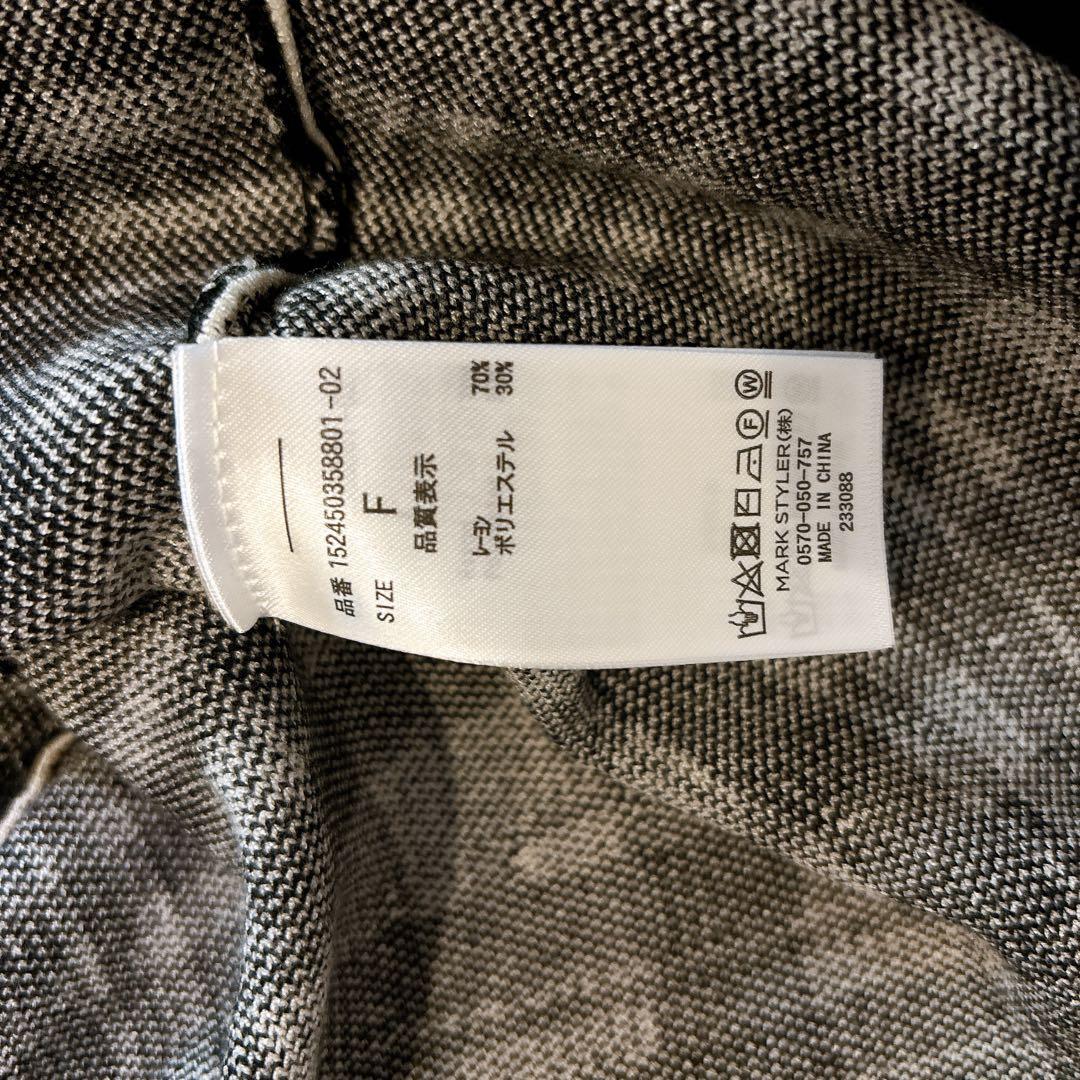 品番 152450358801-02
SIZE F
品質表示
レーヨン 70%
ポリエステル 30%
F W
MARK STYLER(株)
0570-050-757
MADE IN CHINA
233088